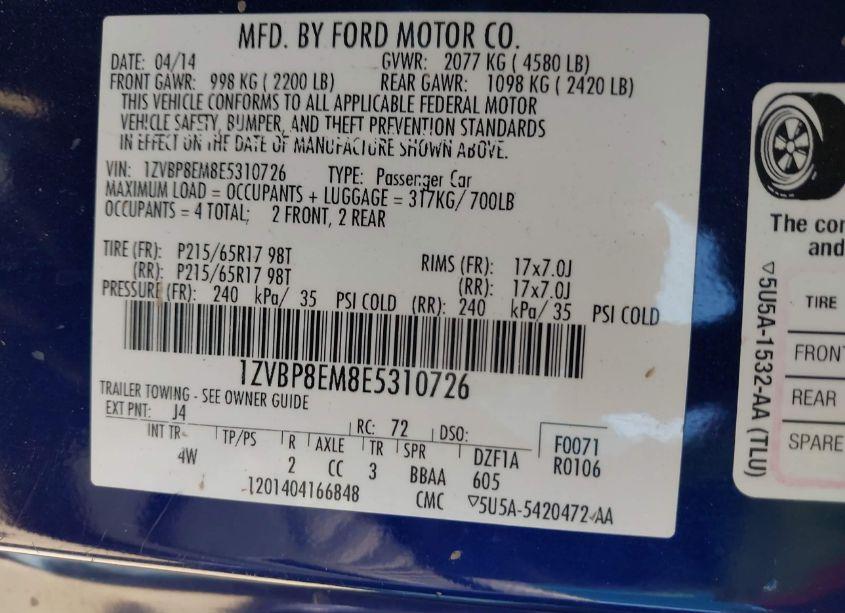 MFD. BY FORD MOTOR CO.
DATE: 04/14 GVWR: 2077 KG ( 4580 LB)
FRONT GAWR: 998 KG ( 2200 LB) REAR GAWR: 1098 KG ( 2420 LB)
THIS VEHICLE CONFORMS TO ALL APPLICABLE FEDERAL MOTOR
VEHICLE SAFETY, BUMPER, AND THEFT PREVENTION STANDARDS
IN EFFECT ON THE DATE OF MANUFACTURE SHOWN ABOVE.
VIN: 1ZVBP8EM8E5310726 TYPE: Passenger Car
MAXIMUM LOAD = OCCUPANTS + LUGGAGE = 317KG/ 700LB
OCCUPANTS = 4 TOTAL; 2 FRONT, 2 REAR
TIRE (FR): P215/65R17 98T RIMS (FR): 17x7.0J
(RR): P215/65R17 98T (RR): 17x7.0J
PRESSURE (FR): 240 kPa/ 35 PSI COLD (RR): 240 kPa/ 35 PSI COLD
1ZVBP8EM8E5310726
TRAILER TOWING - SEE OWNER GUIDE
EXT PNT: J4 RC: 72 DSO: F0071
INT TR TP/PS R AXLE TR SPR DZF1A R0106
4W 2 CC 3 BBAA 605
1201404166848 CMC ▽5U5A-5420472-AA
The con
and
▽5U5A-1532-AA (TLU)
TIRE
FRONT
REAR
SPARE